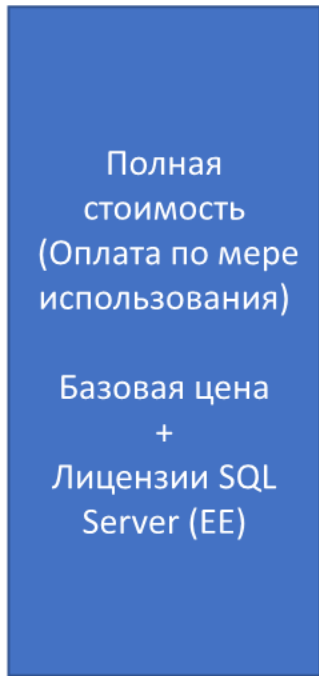 Полная
стоимость
(Оплата по мере
использования)
Базовая цена
+
Лицензии SQL
Server (EE)